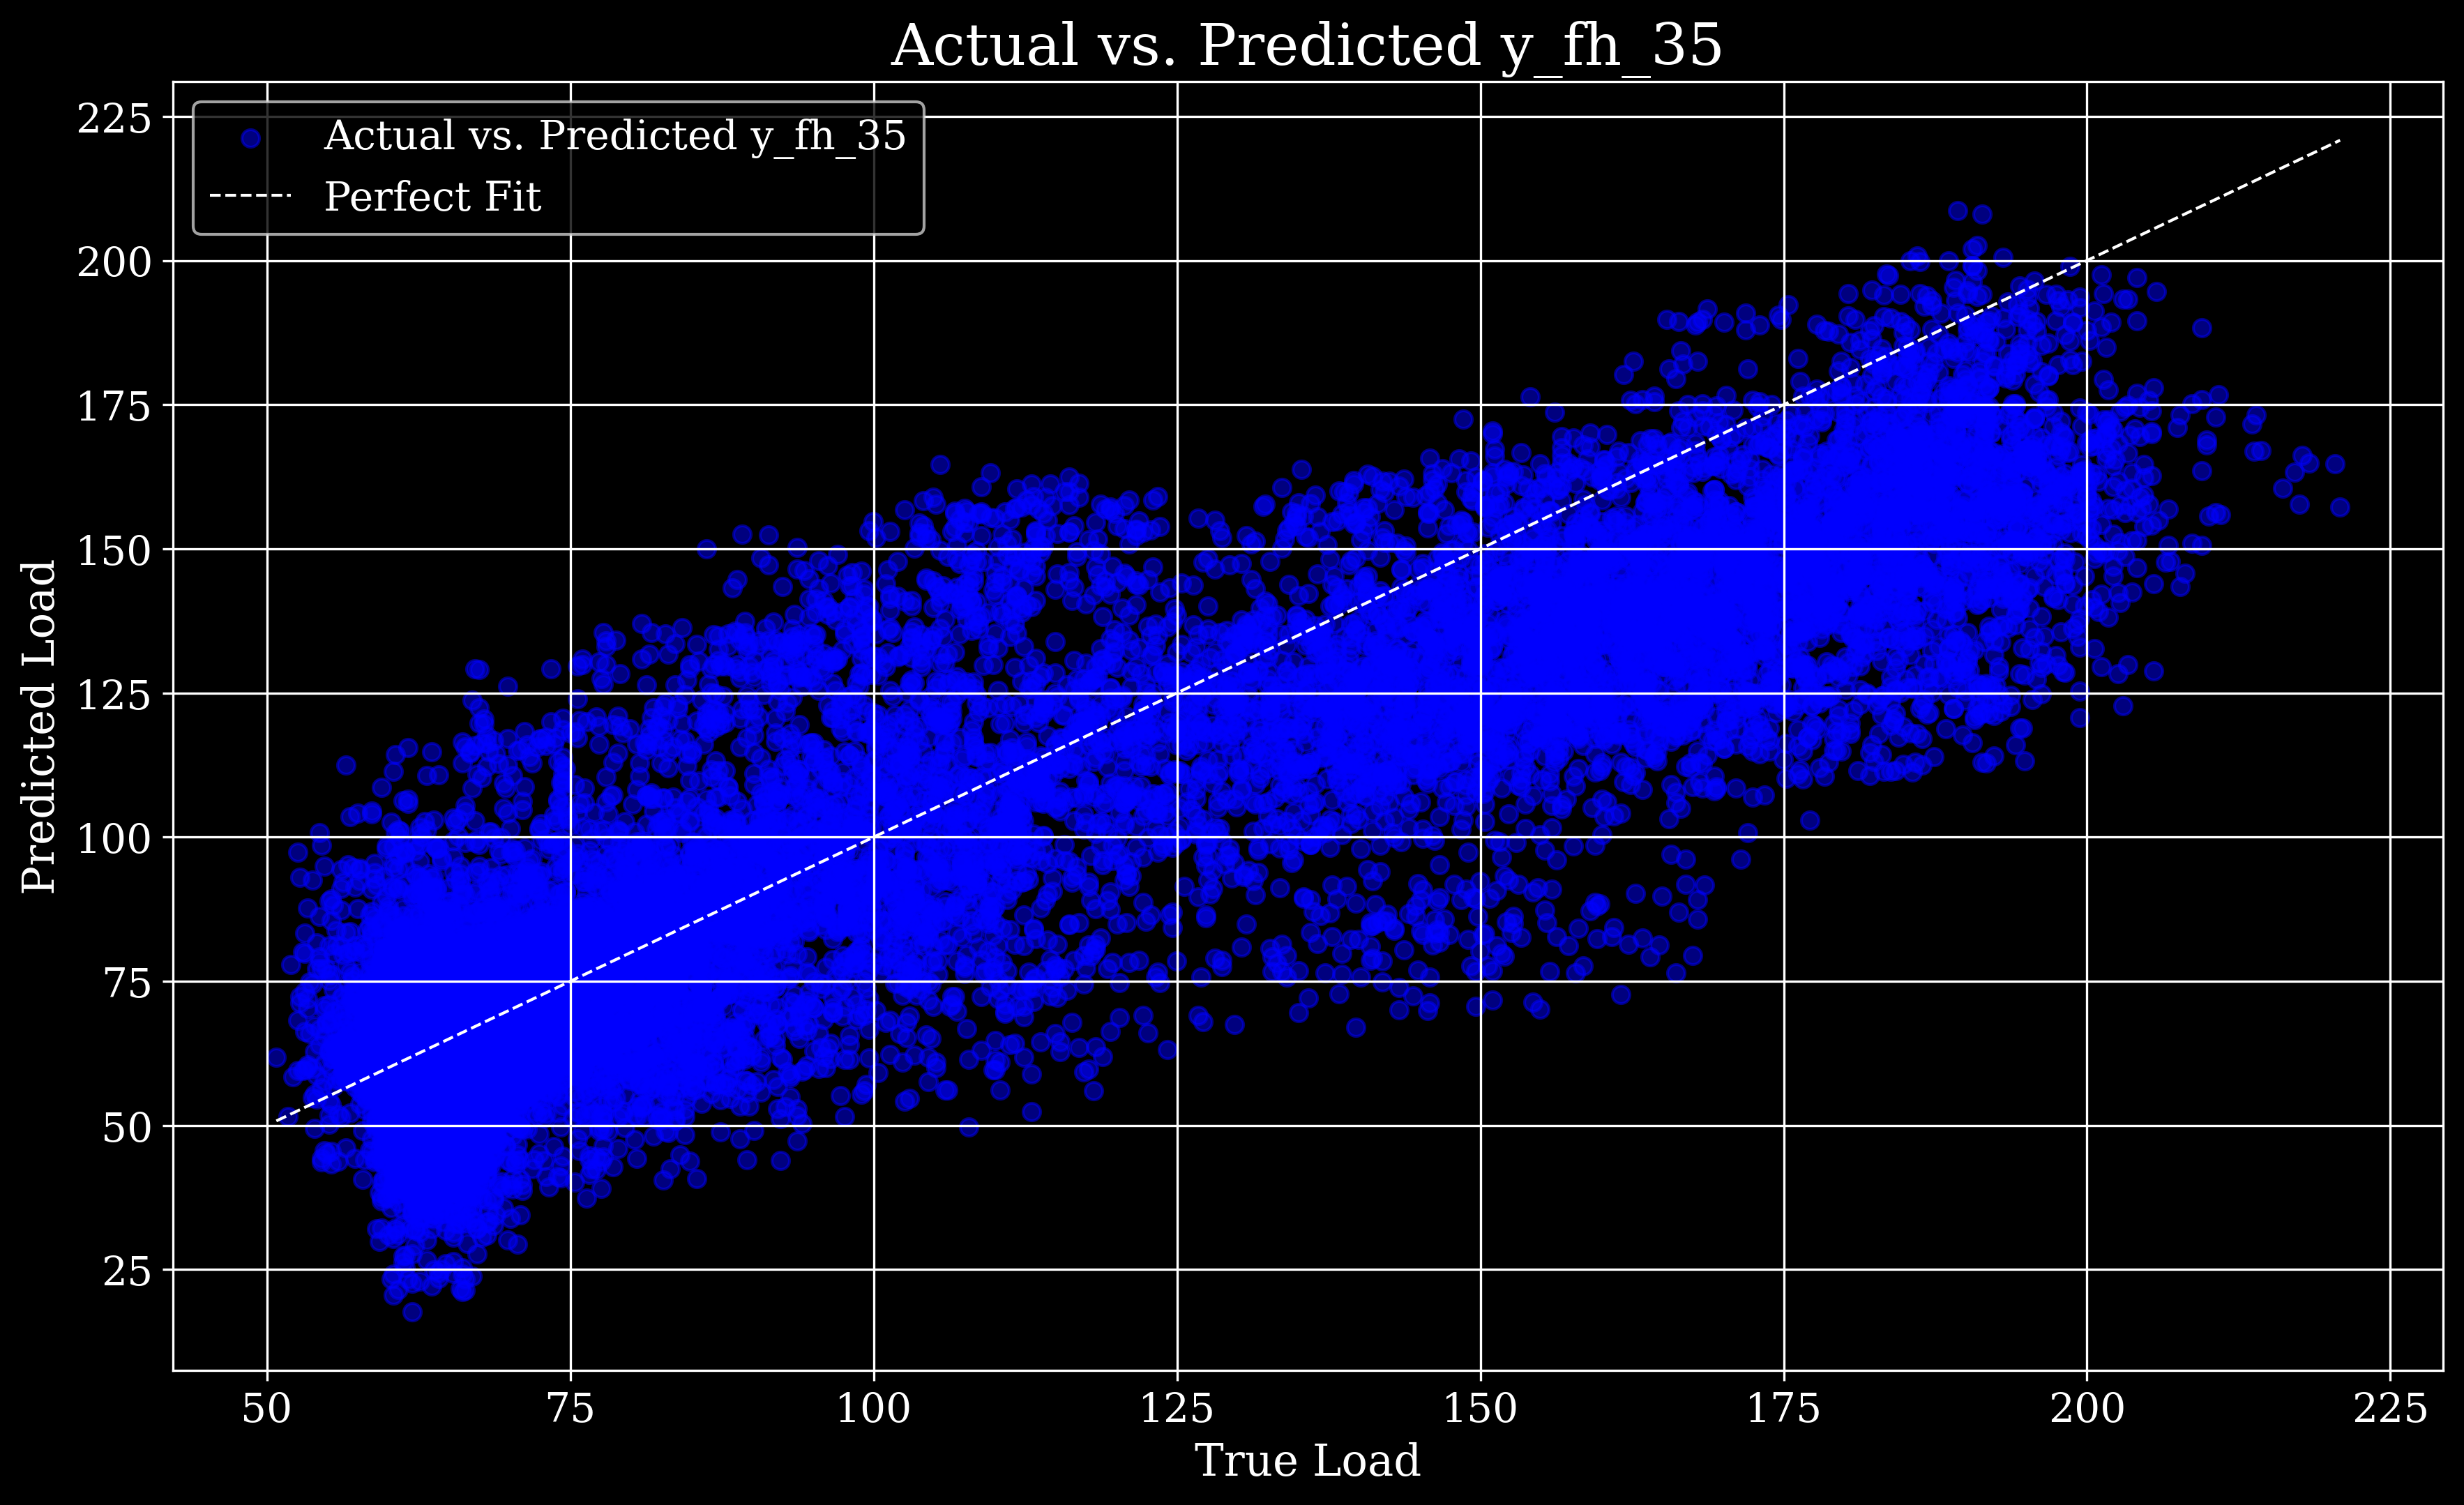 Actual vs. Predicted y_fh_35
Actual vs. Predicted y_fh_35
Perfect Fit
225
200
175
150
125
100
75
50
25
Predicted Load
50 75 100 125 150 175 200 225
True Load